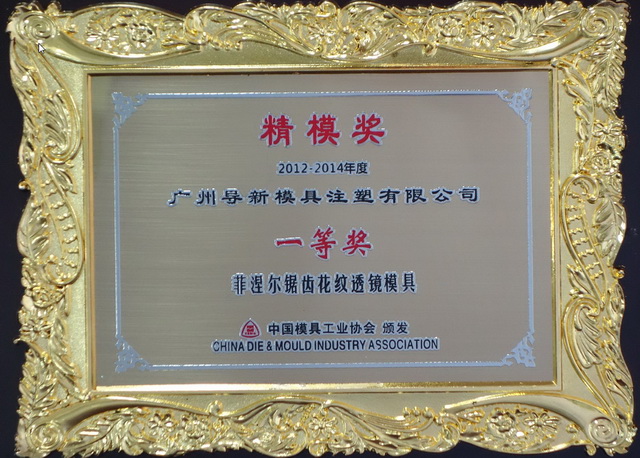 精模奖
2012-2014年度
广州导新模具注塑有限公司
一等奖
菲涅尔锯齿花纹透镜模具
中国模具工业协会 颁发
CHINA DIE & MOULD INDUSTRY ASSOCIATION